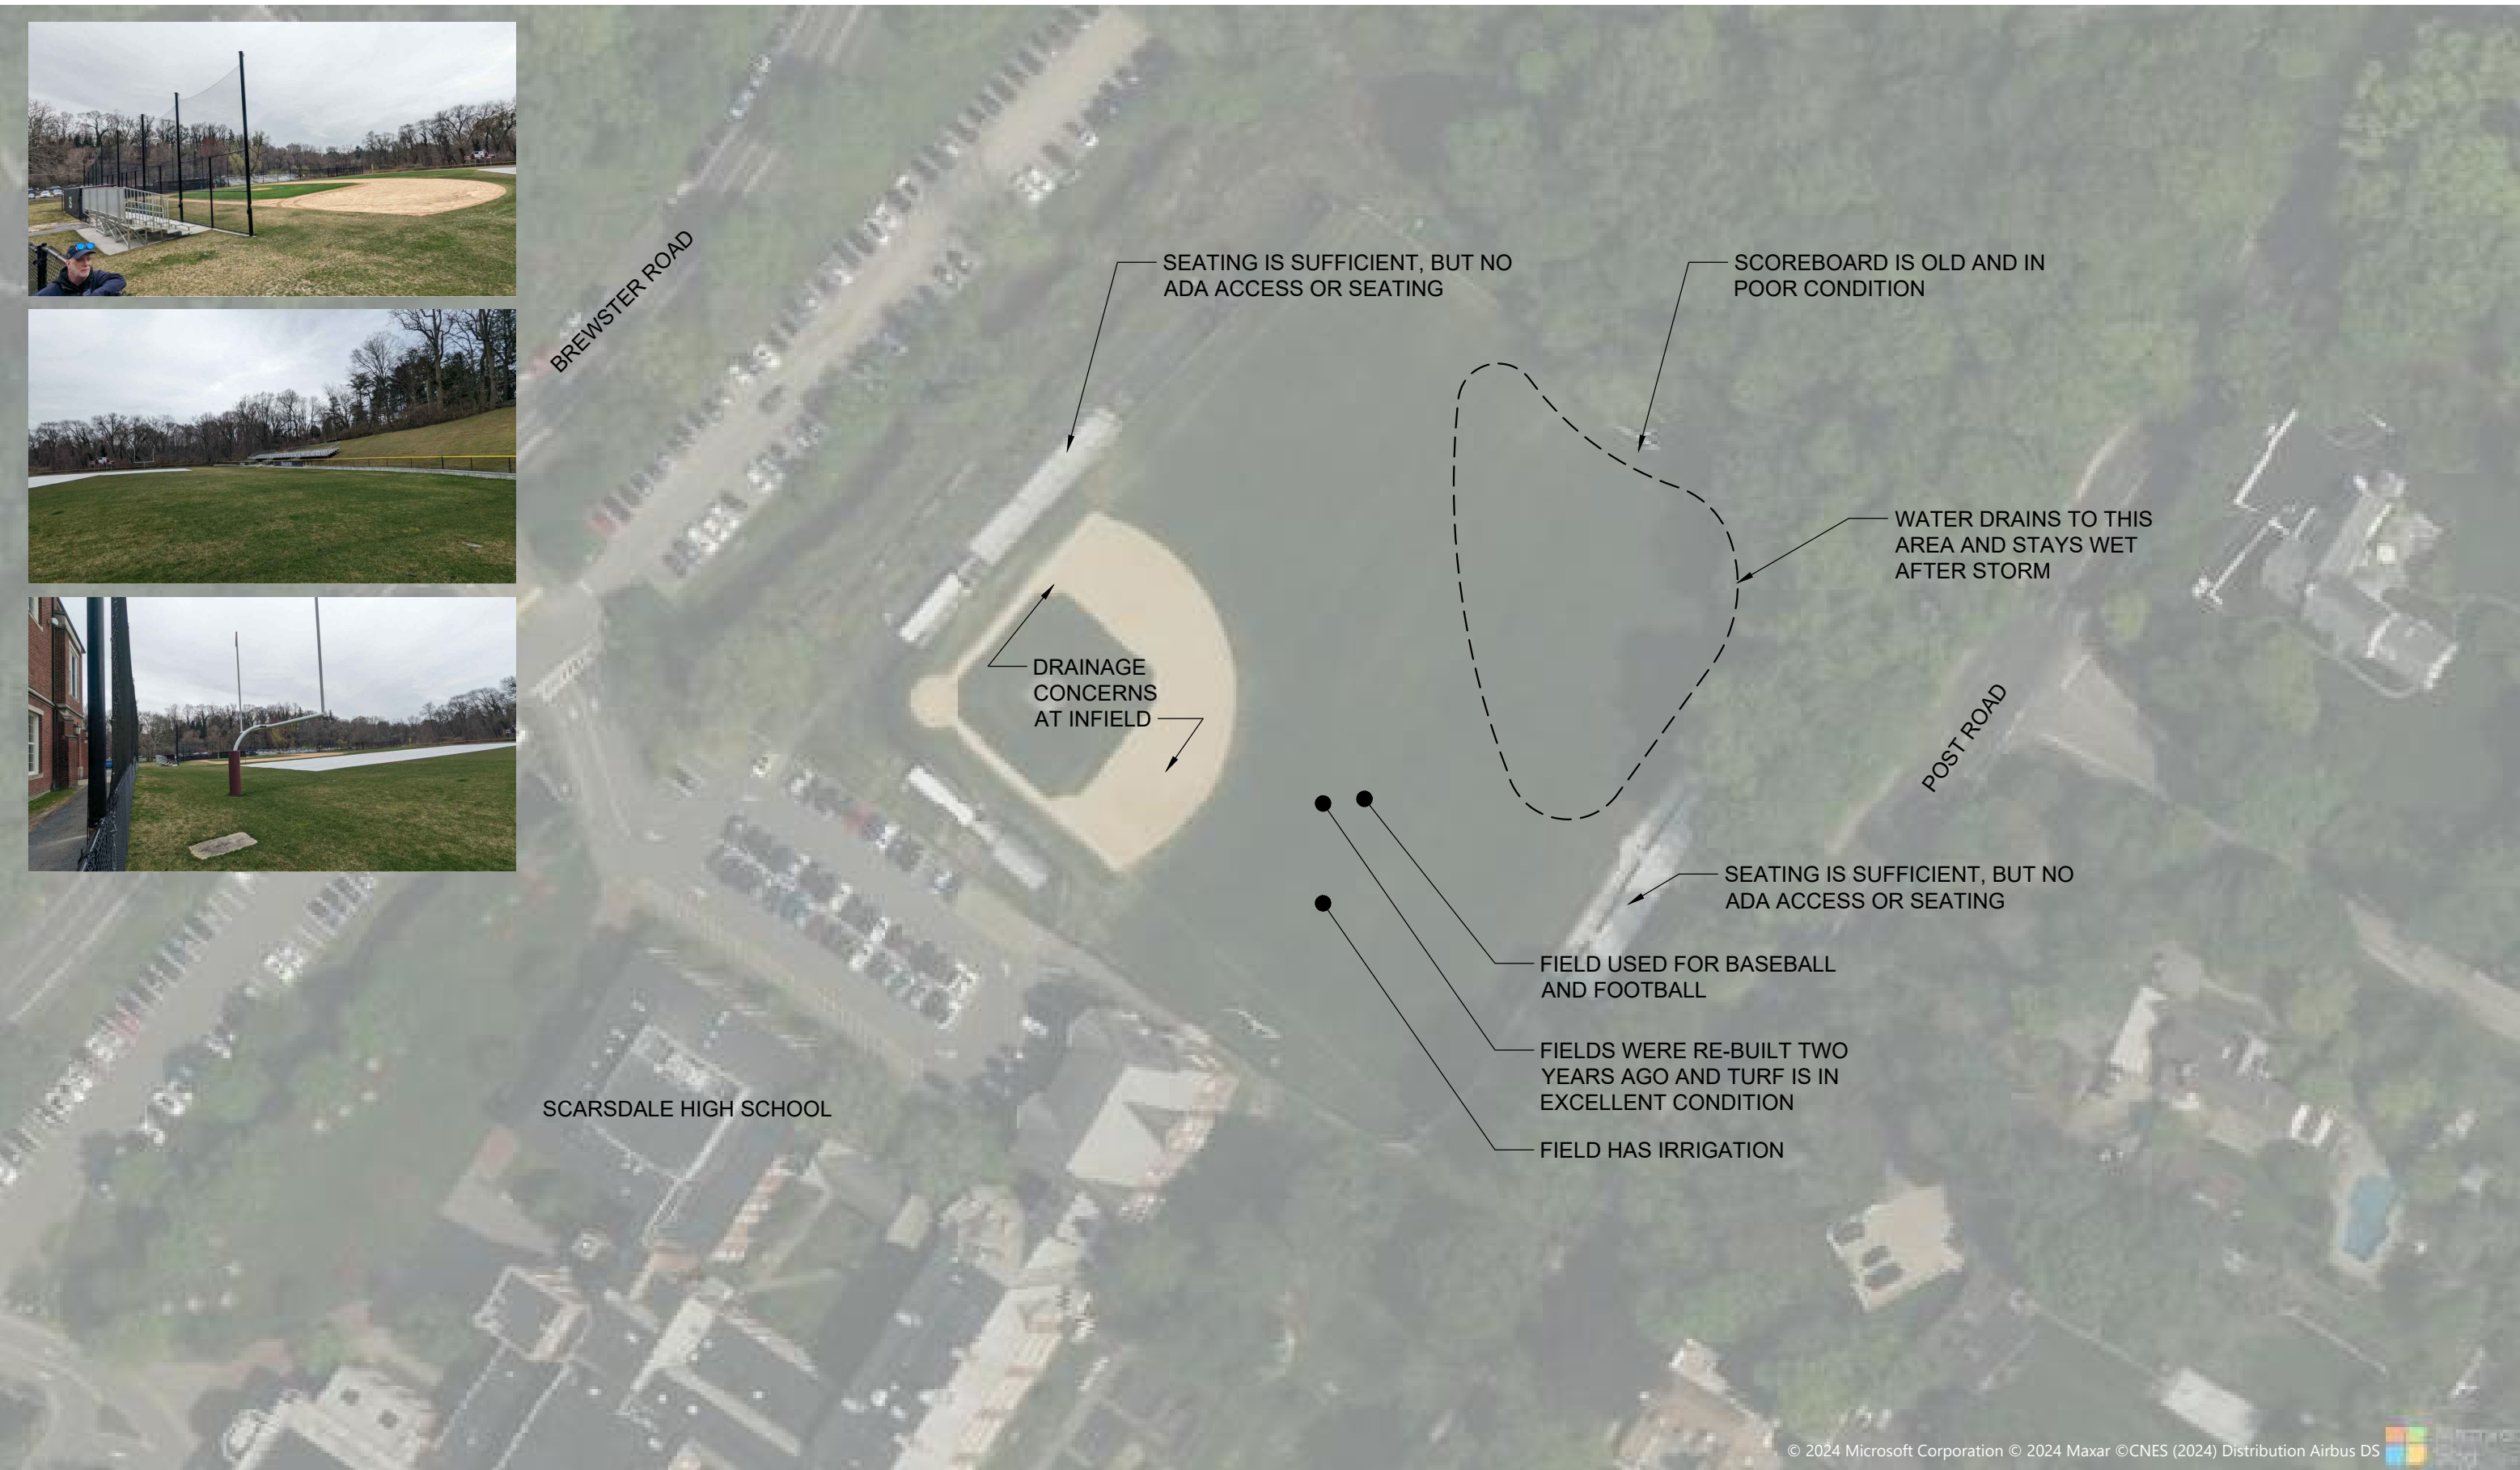 BREWSTER ROAD
SEATING IS SUFFICIENT, BUT NO
ADA ACCESS OR SEATING
SCOREBOARD IS OLD AND IN
POOR CONDITION
WATER DRAINS TO THIS
AREA AND STAYS WET
AFTER STORM
DRAINAGE
CONCERNS
AT INFIELD
POST ROAD
SEATING IS SUFFICIENT, BUT NO
ADA ACCESS OR SEATING
FIELD USED FOR BASEBALL
AND FOOTBALL
FIELDS WERE RE-BUILT TWO
YEARS AGO AND TURF IS IN
EXCELLENT CONDITION
FIELD HAS IRRIGATION
SCARSDALE HIGH SCHOOL
© 2024 Microsoft Corporation © 2024 Maxar ©CNES (2024) Distribution Airbus DS